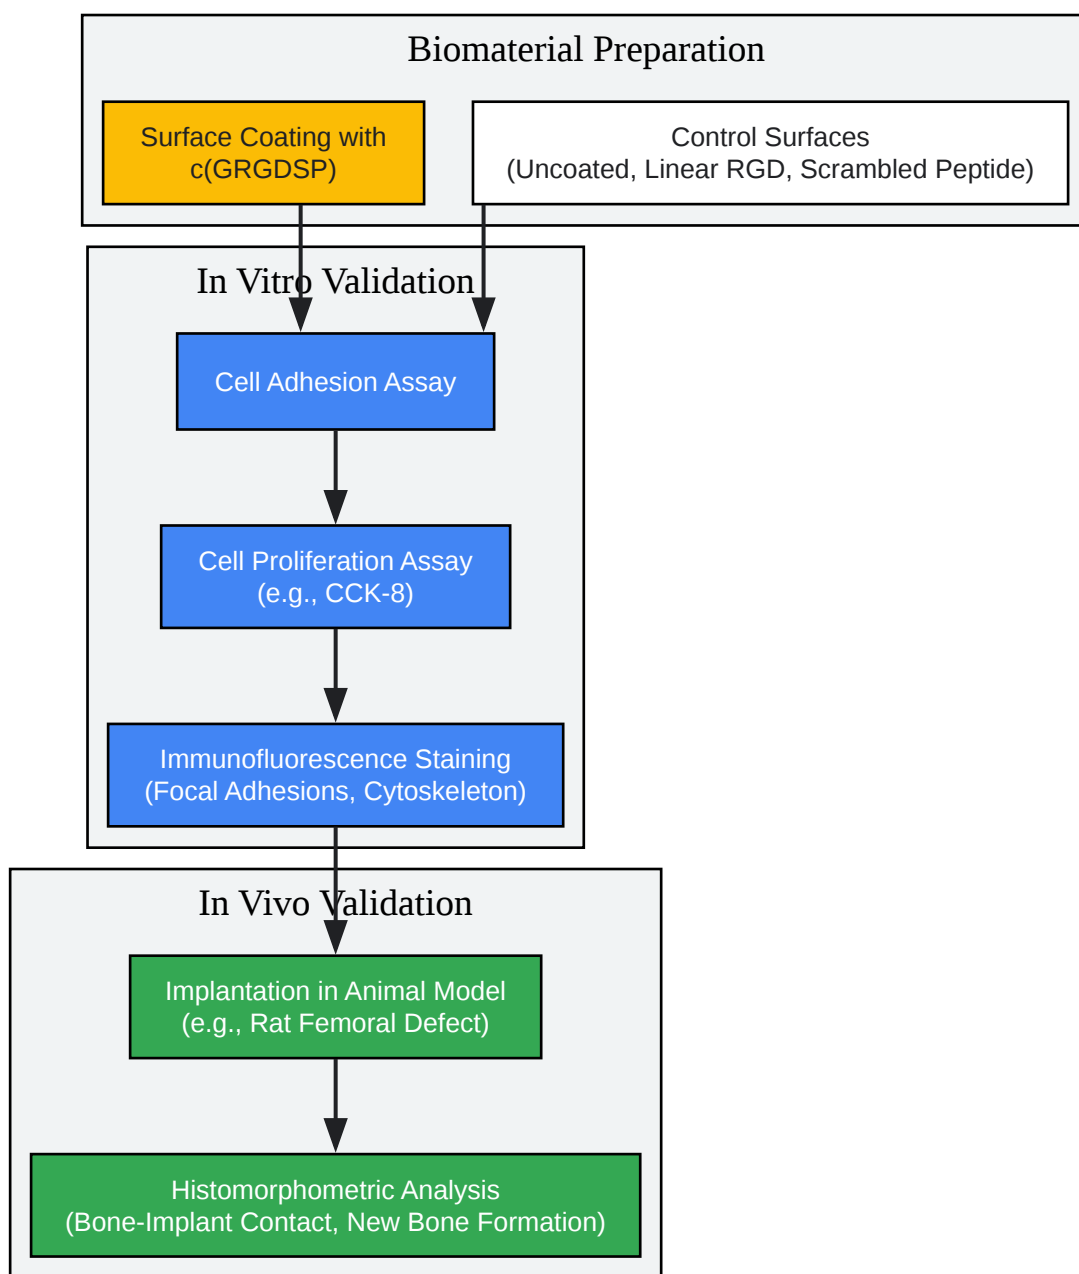 Biomaterial Preparation
Surface Coating with
c(GRGDSP)
Control Surfaces
(Uncoated, Linear RGD, Scrambled Peptide)
In Vitro Validation
Cell Adhesion Assay
Cell Proliferation Assay
(e.g., CCK-8)
Immunofluorescence Staining
(Focal Adhesions, Cytoskeleton)
In Vivo Validation
Implantation in Animal Model
(e.g., Rat Femoral Defect)
Histomorphometric Analysis
(Bone-Implant Contact, New Bone Formation)